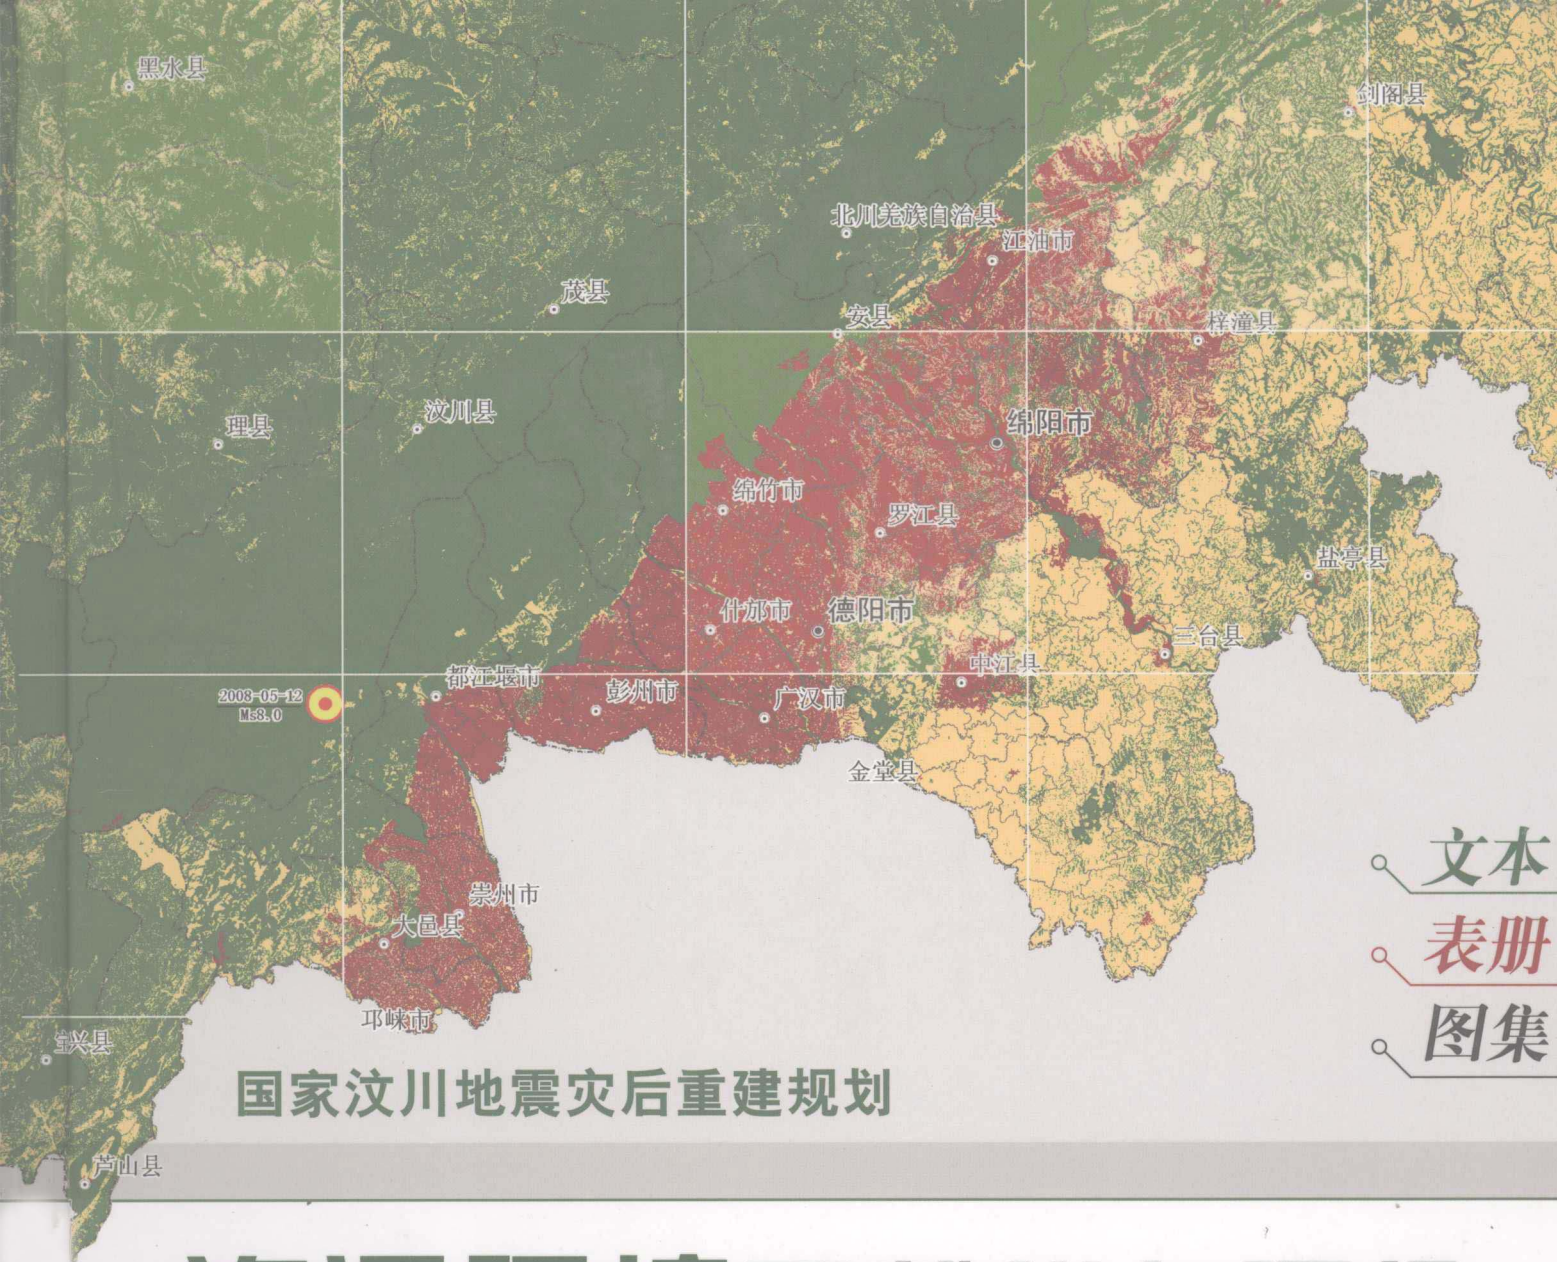 黑水县
剑阁县
北川羌族自治县
江油市
茂县
安县
梓潼县
理县
汶川县
绵阳市
绵竹市
罗江县
盐亭县
什邡市
德阳市
三台县
中江县
都江堰市
彭州市
广汉市
2008-05-12
Ms8.0
金堂县
文本
崇州市
大邑县
表册
邛崃市
图集
宝兴县
国家汶川地震灾后重建规划
芦山县